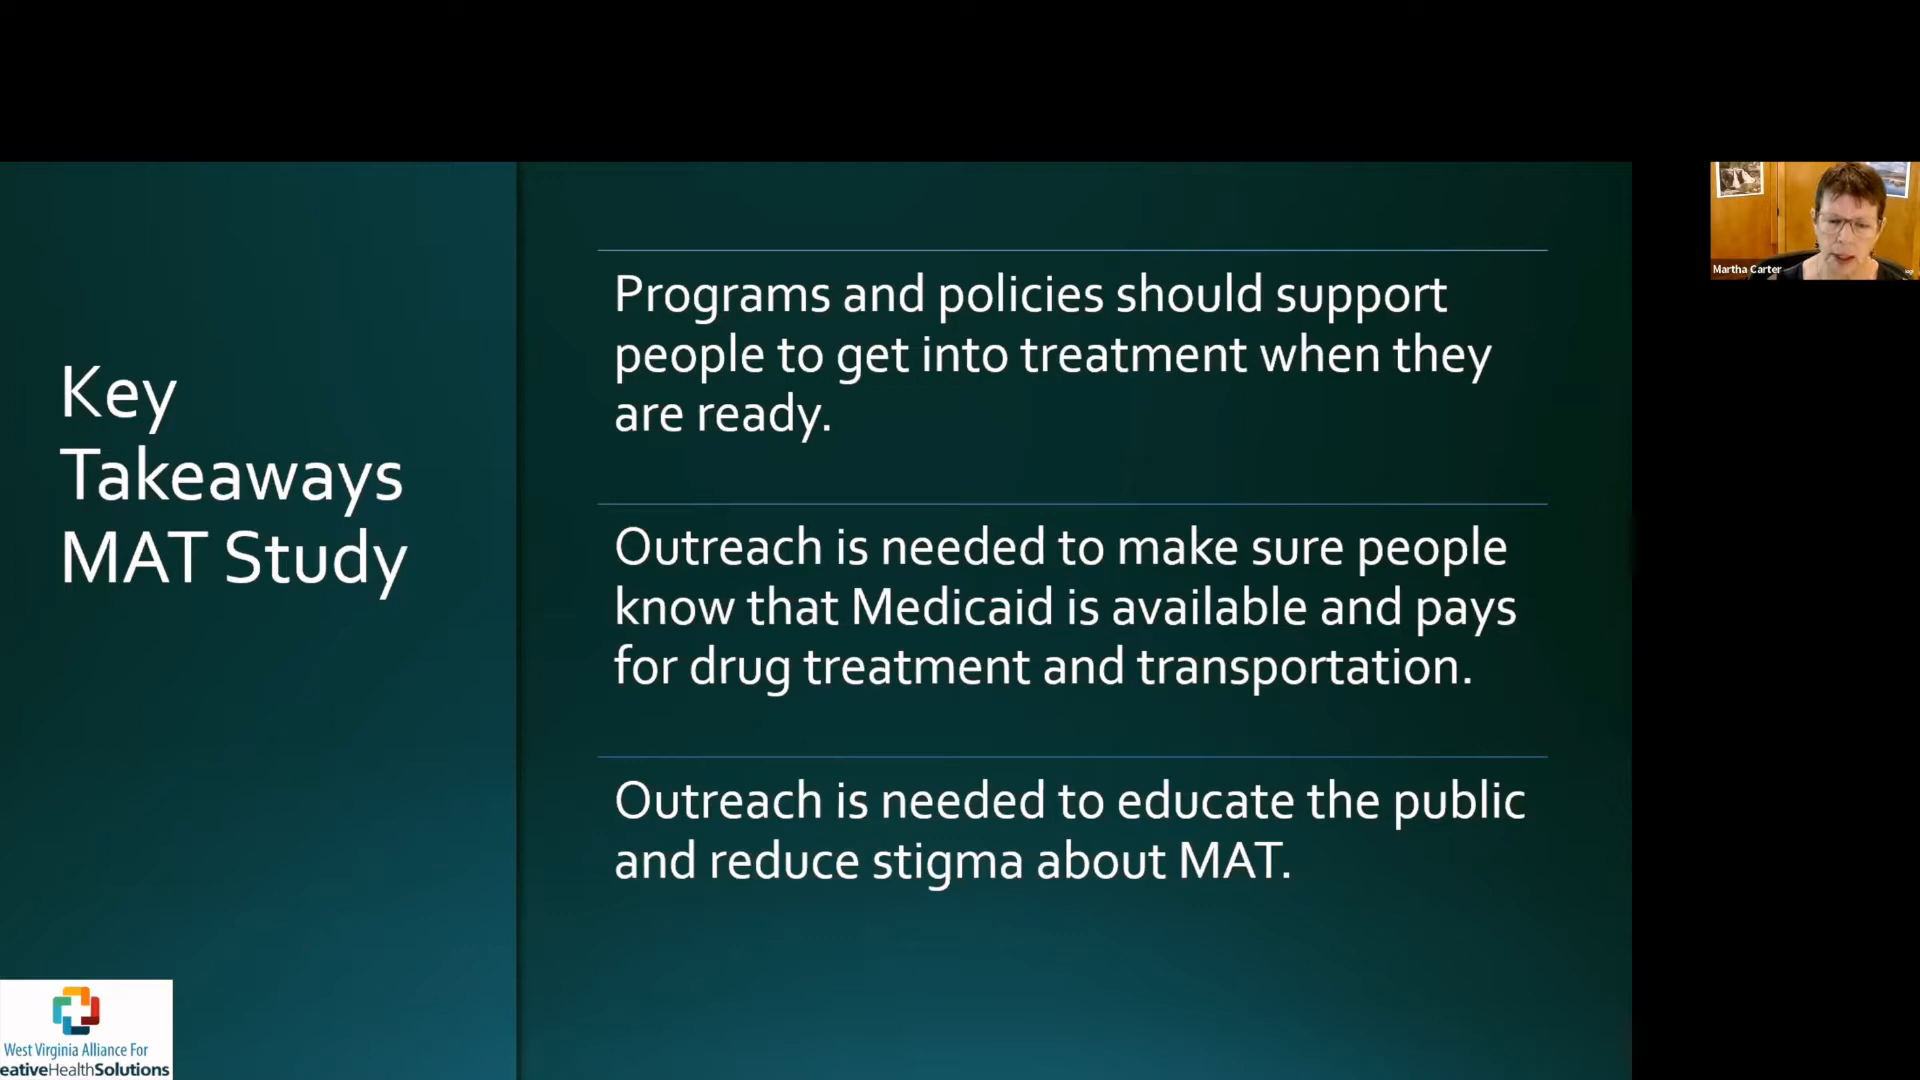 Key
Takeaways
MAT Study
Programs and policies should support
people to get into treatment when they
are ready.
Outreach is needed to make sure people
know that Medicaid is available and pays
for drug treatment and transportation.
Outreach is needed to educate the public
and reduce stigma about MAT.
Martha Carter
West Virginia Alliance For
eativeHealthSolutions